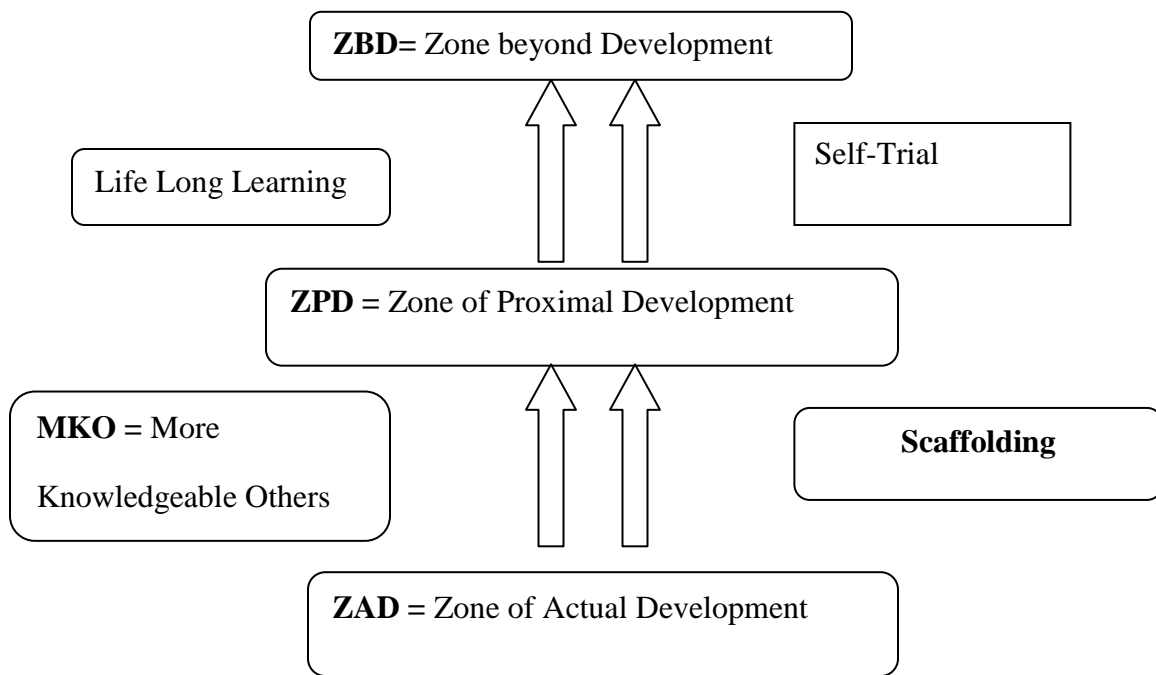 ZBD= Zone beyond Development
Life Long Learning
Self-Trial
ZPD = Zone of Proximal Development
MKO = More
Knowledgeable Others
Scaffolding
ZAD = Zone of Actual Development